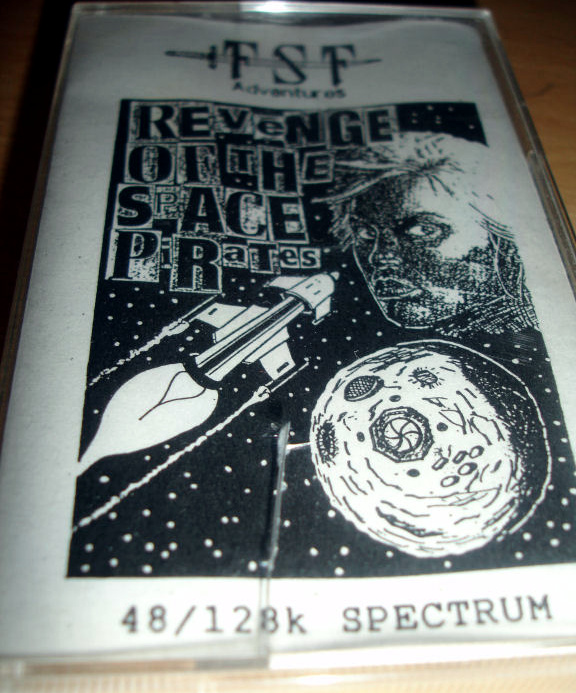 FSF
Adventures
REVeNGE
OF THE
SPACE
PiRaTes
48/128k SPECTRUM